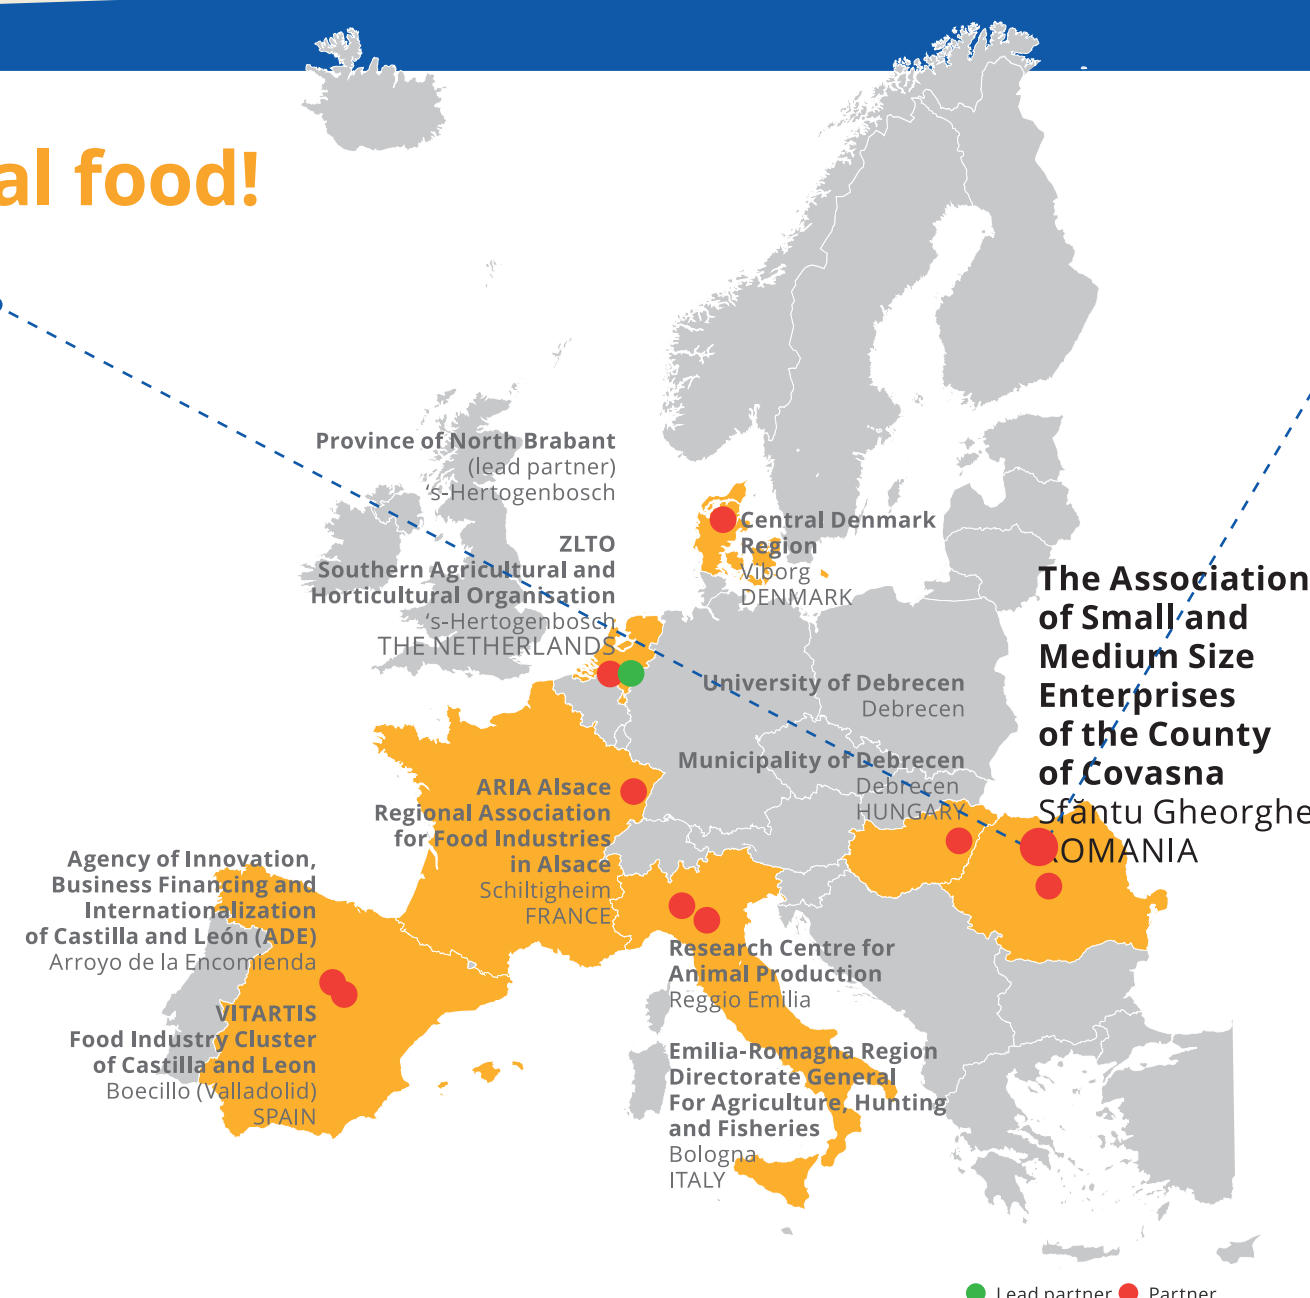 al food!
Province of North Brabant
(lead partner)
‘s-Hertogenbosch
ZLTO
Southern Agricultural and
Horticultural Organisation
‘s-Hertogenbosch
THE NETHERLANDS
Central Denmark
Region
Viborg
DENMARK
The Association
of Small and
Medium Size
Enterprises
of the County
of Covasna
Sfăntu Gheorghe
ROMANIA
University of Debrecen
Debrecen
Municipality of Debrecen
Debrecen
HUNGARY
ARIA Alsace
Regional Association
for Food Industries
in Alsace
Schiltigheim
FRANCE
Agency of Innovation,
Business Financing and
Internationalization
of Castilla and León (ADE)
Arroyo de la Encomienda
VITARTIS
Food Industry Cluster
of Castilla and Leon
Boecillo (Valladolid)
SPAIN
Research Centre for
Animal Production
Reggio Emilia
Emilia-Romagna Region
Directorate General
For Agriculture, Hunting
and Fisheries
Bologna
ITALY
Lead partner
Partner